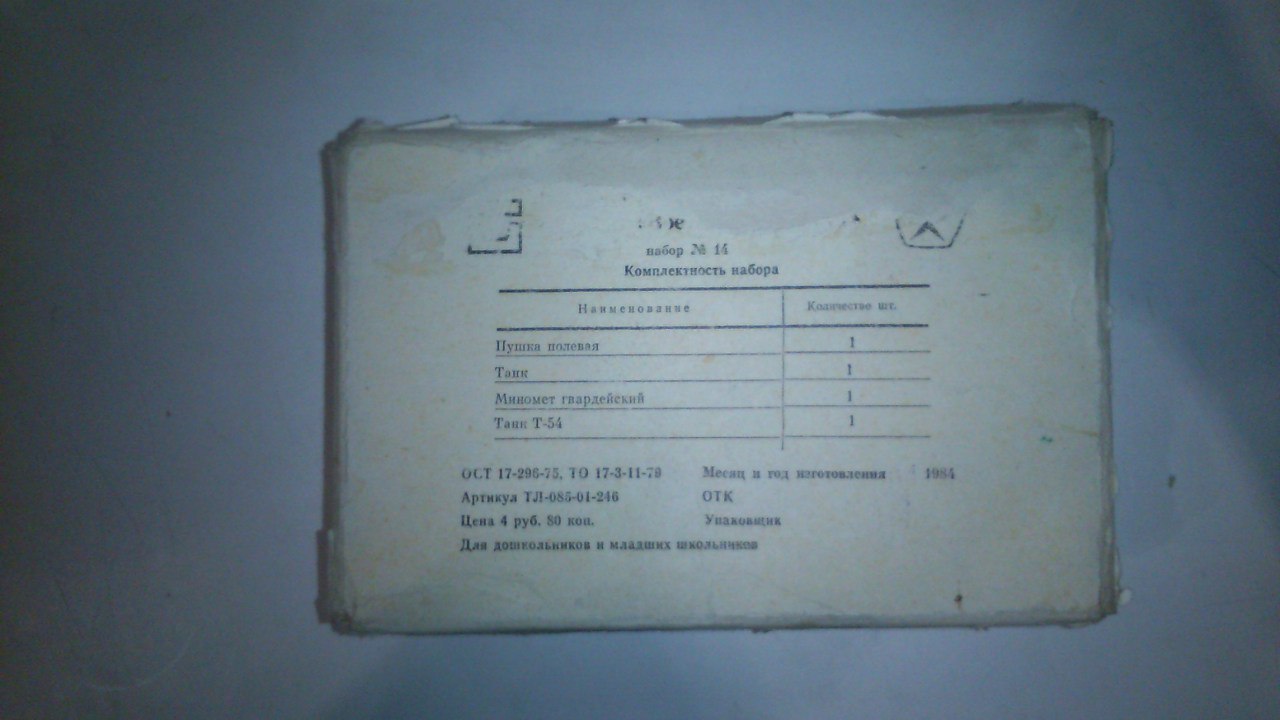 набор № 14
Комплектность набора
Наименование Количество шт.
Пушка полевая 1
Танк 1
Миномет гвардейский 1
Танк Т-54 1
ОСТ 17-296-75, ТО 17-3-11-79 Месяц и год изготовления 1984
Артикул ТЛ-085-01-246 ОТК
Цена 4 руб. 80 коп. Упаковщик
Для дошкольников и младших школьников